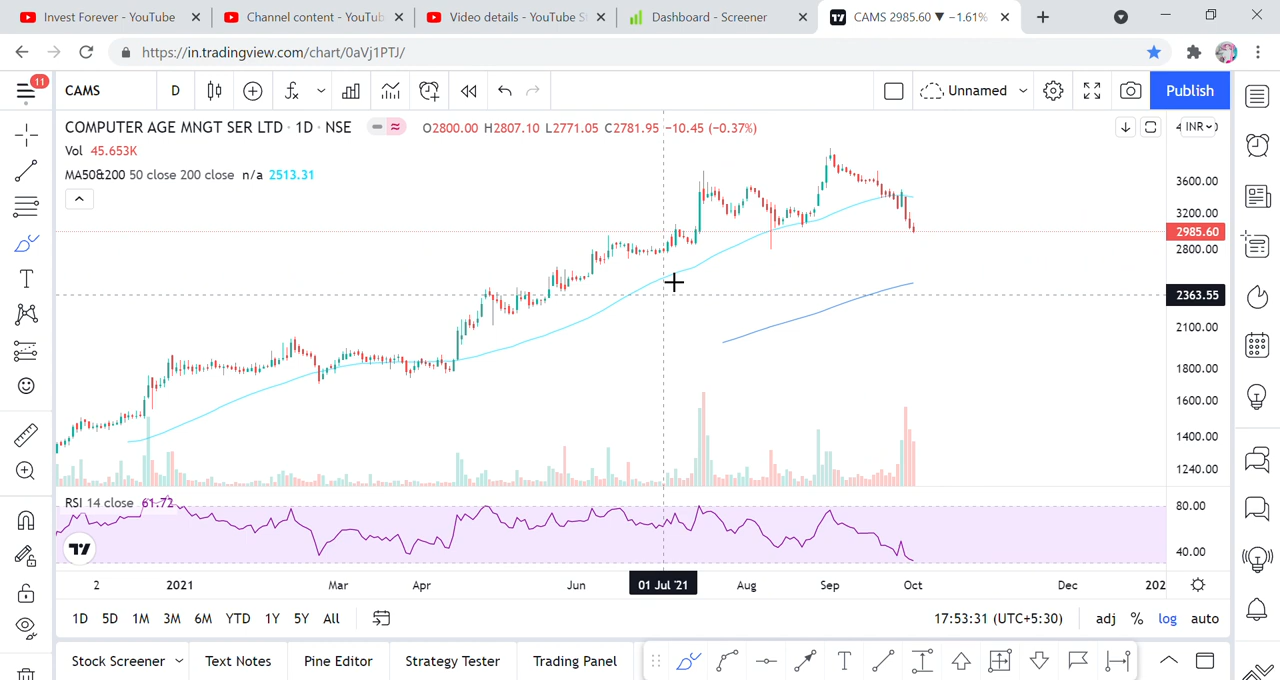 Invest Forever - YouTube
Channel content - YouTub
Video details - YouTube S
Dashboard - Screener
CAMS 2985.60 ▼ −1.61%
https://in.tradingview.com/chart/0aVj1PTJ/
11
CAMS
D
Unnamed
Publish
COMPUTER AGE MNGT SER LTD · 1D · NSE
O2800.00 H2807.10 L2771.05 C2781.95 −10.45 (−0.37%)
INR
Vol 45.653K
MA50&200 50 close 200 close n/a 2513.31
3600.00
3200.00
2985.60
2800.00
2363.55
2100.00
1800.00
1600.00
1400.00
1240.00
RSI 14 close 61.72
80.00
40.00
2
2021
Mar
Apr
Jun
01 Jul '21
Aug
Sep
Oct
Dec
202
1D 5D 1M 3M 6M YTD 1Y 5Y All
17:53:31 (UTC+5:30)
adj % log auto
Stock Screener
Text Notes
Pine Editor
Strategy Tester
Trading Panel